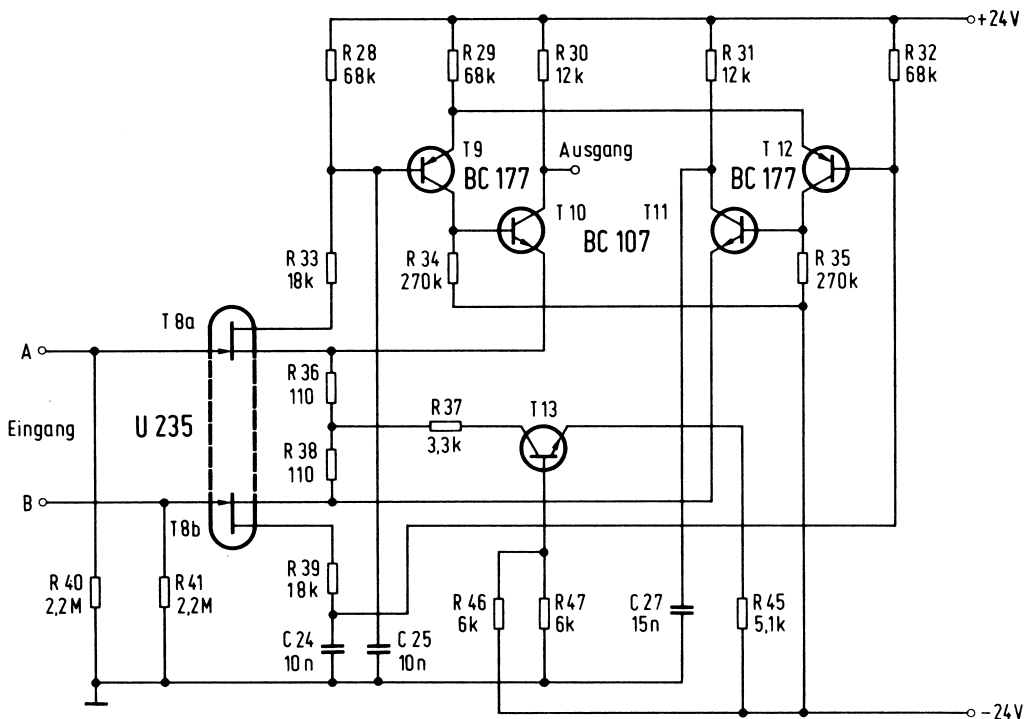 +24V
R 28
68k
R 29
68k
R 30
12k
R 31
12k
R 32
68k
T 9
BC 177
Ausgang
T 12
BC 177
T 10
T 11
BC 107
R 33
18k
R 34
270k
R 35
270k
T 8a
A
R 36
110
Eingang
U 235
R 37
3,3k
T 13
R 38
110
B
T 8b
R 39
18k
R 40
2,2M
R 41
2,2M
R 46
6k
R 47
6k
C 27
15n
R 45
5,1k
C 24
10n
C 25
10n
-24V